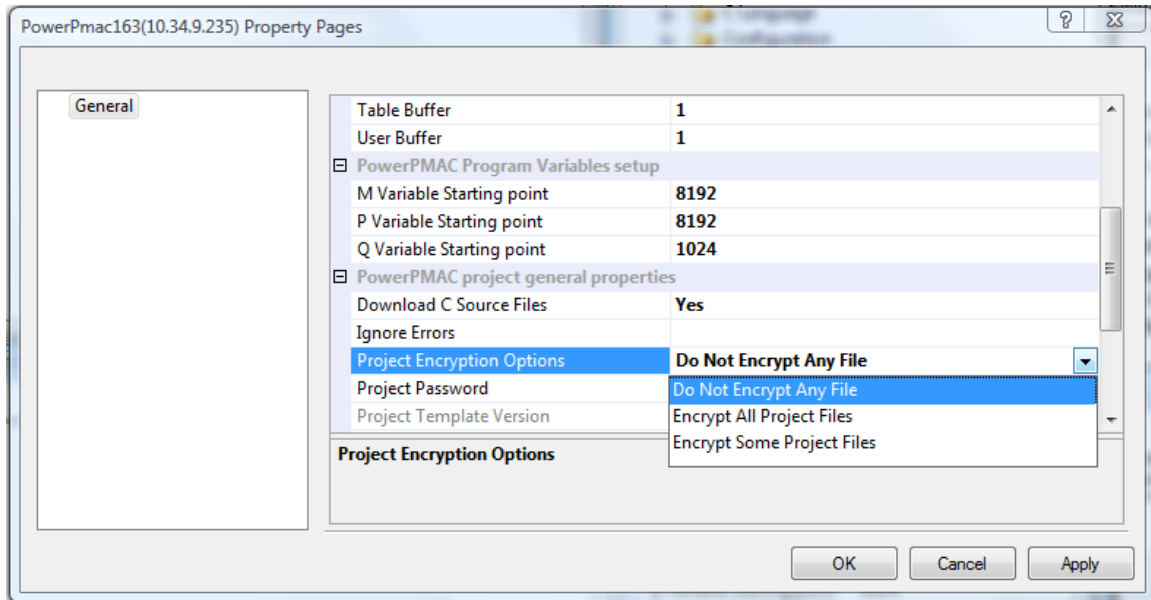 PowerPmac163(10.34.9.235) Property Pages
General
Table Buffer 1
User Buffer 1
PowerPMAC Program Variables setup
M Variable Starting point 8192
P Variable Starting point 8192
Q Variable Starting point 1024
PowerPMAC project general properties
Download C Source Files Yes
Ignore Errors
Project Encryption Options Do Not Encrypt Any File
Project Password Do Not Encrypt Any File
Project Template Version Encrypt All Project Files
Encrypt Some Project Files
Project Encryption Options
OK Cancel Apply